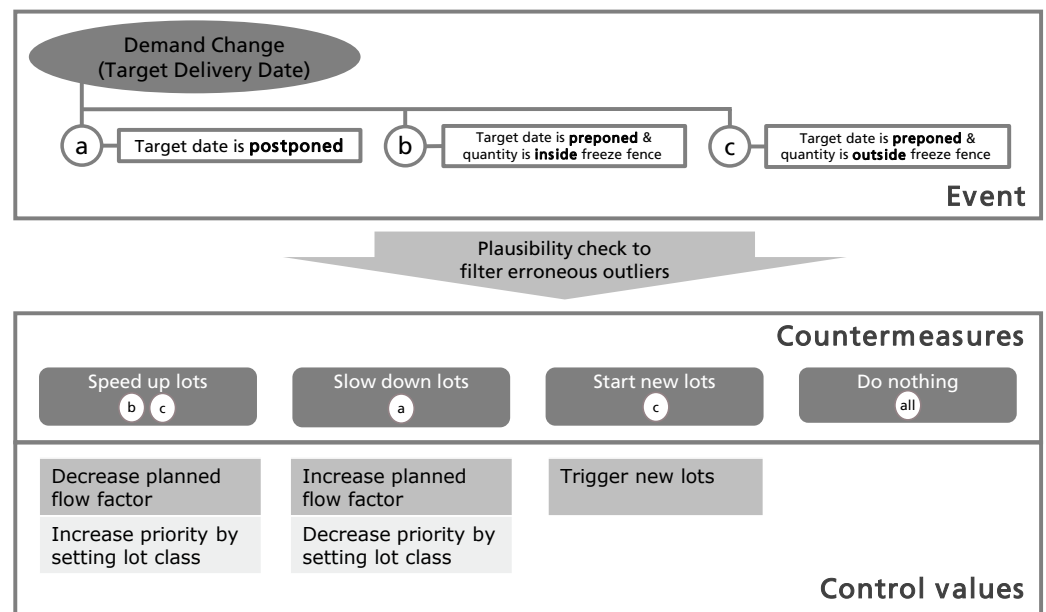 Demand Change
(Target Delivery Date)
a
Target date is postponed
b
Target date is preponed &
quantity is inside freeze fence
c
Target date is preponed &
quantity is outside freeze fence
Event
Plausibility check to
filter erroneous outliers
Countermeasures
Speed up lots
b c
Slow down lots
a
Start new lots
c
Do nothing
all
Decrease planned
flow factor
Increase priority by
setting lot class
Increase planned
flow factor
Decrease priority by
setting lot class
Trigger new lots
Control values